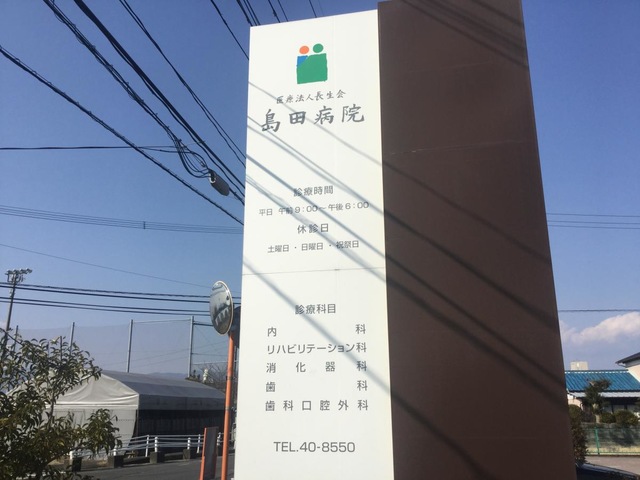 医療法人長生会
島田病院
診療時間
平日 午前9:00～午後6:00
休診日
土曜日・日曜日・祝祭日
診療科目
内科
リハビリテーション科
消化器科
歯科
歯科口腔外科
TEL.40-8550